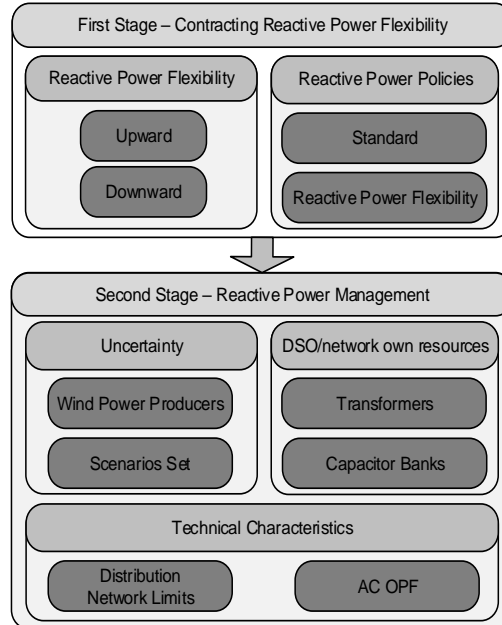 First Stage – Contracting Reactive Power Flexibility
Reactive Power Flexibility
Upward
Downward
Reactive Power Policies
Standard
Reactive Power Flexibility
Second Stage – Reactive Power Management
Uncertainty
Wind Power Producers
Scenarios Set
DSO/network own resources
Transformers
Capacitor Banks
Technical Characteristics
Distribution
Network Limits
AC OPF